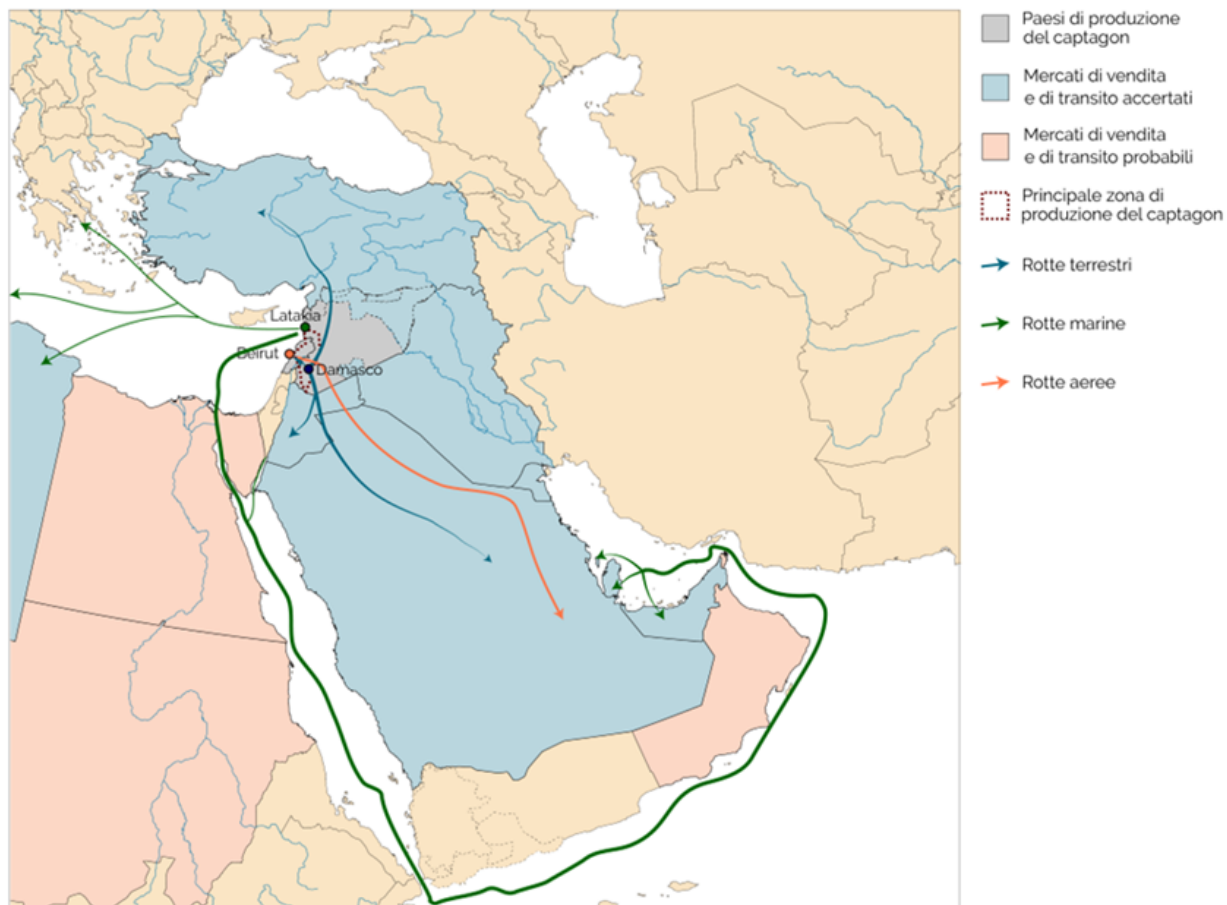 Paesi di produzione
del captagon
Mercati di vendita
e di transito accertati
Mercati di vendita
e di transito probabili
Principale zona di
produzione del captagon
Rotte terrestri
Rotte marine
Rotte aeree
Latakia
Beirut
Damasco